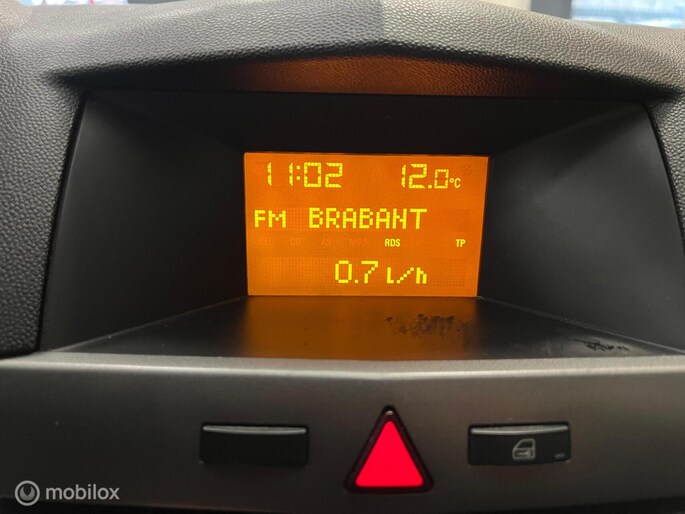 11:02 12.0°C
FM BRABANT
RDS TP
0.7 l/h
mobilox